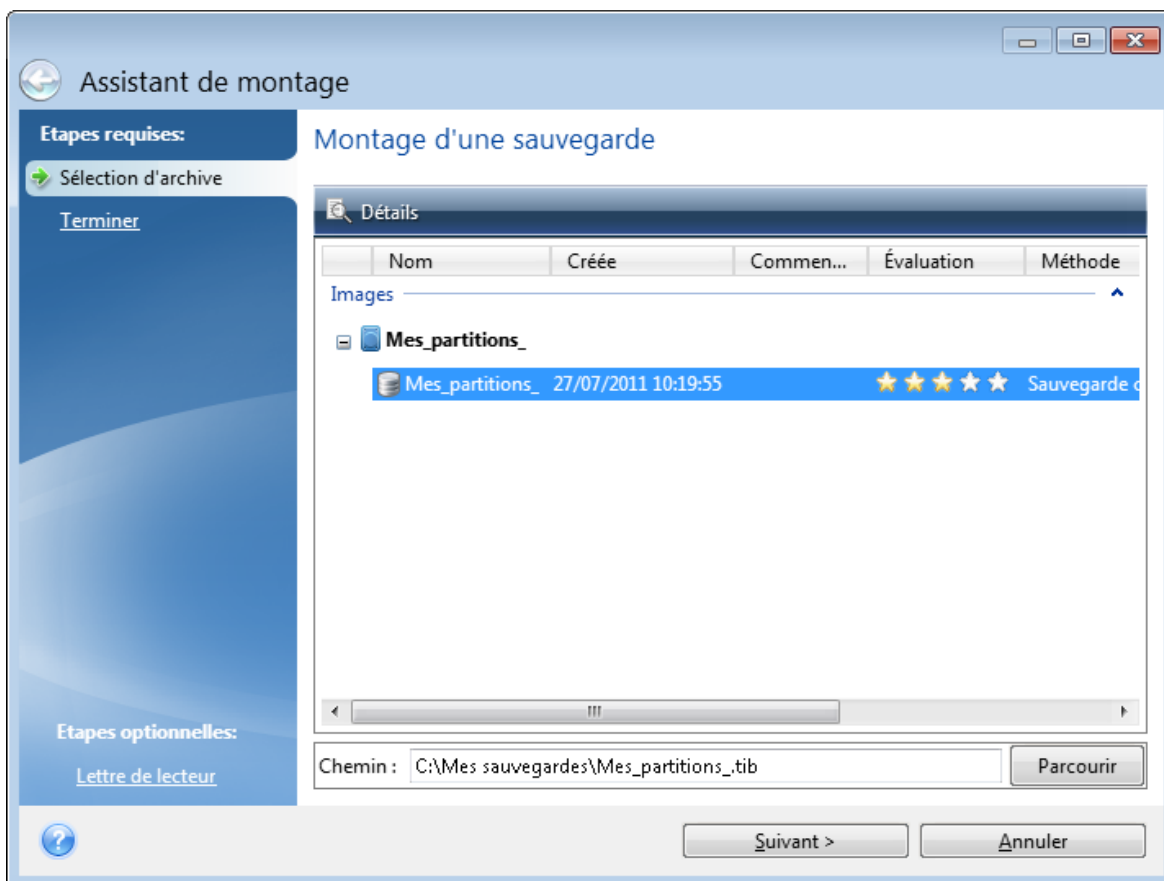 Assistant de montage
Etapes requises:
Sélection d'archive
Terminer
Montage d'une sauvegarde
Détails
Nom Créée Commen... Évaluation Méthode
Images
Mes_partitions_
Mes_partitions_ 27/07/2011 10:19:55 Sauvegarde
Etapes optionnelles:
Lettre de lecteur
Chemin : C:\Mes sauvegardes\Mes_partitions_.tib Parcourir
Suivant > Annuler